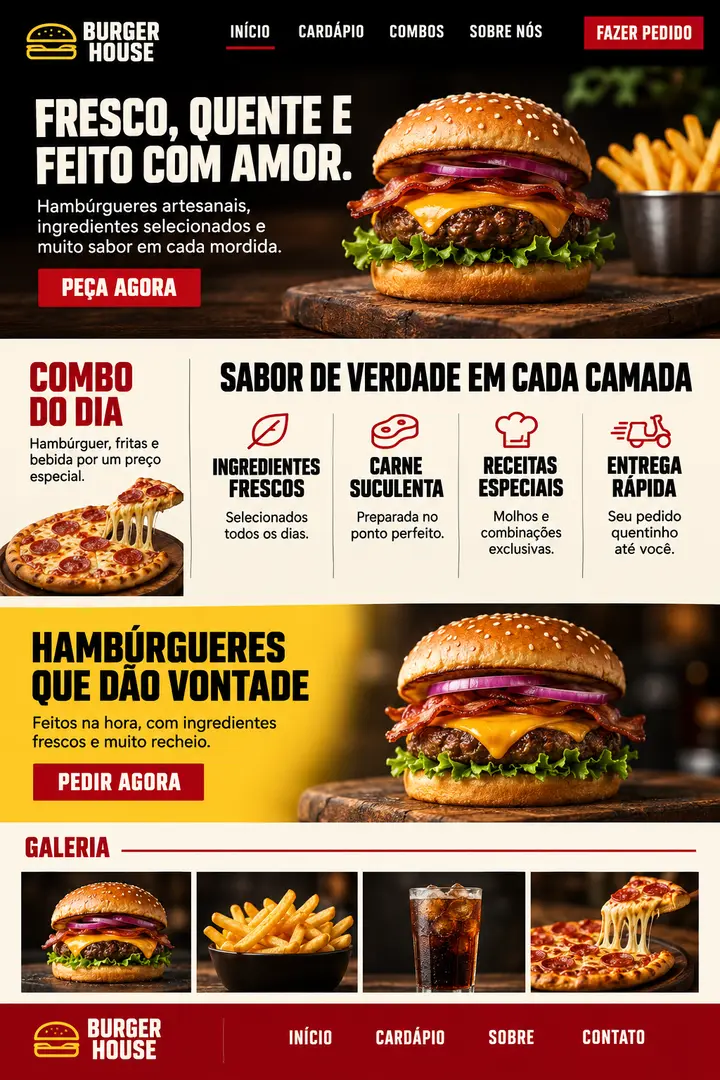 BURGER
HOUSE
INÍCIO CARDÁPIO COMBOS SOBRE NÓS FAZER PEDIDO
FRESCO, QUENTE E
FEITO COM AMOR.
Hambúrgueres artesanais,
ingredientes selecionados e
muito sabor em cada mordida.
PEÇA AGORA
COMBO
DO DIA
Hambúrguer, fritas e
bebida por um preço
especial.
SABOR DE VERDADE EM CADA CAMADA
INGREDIENTES
FRESCOS
Selecionados
todos os dias.
CARNE
SUCULENTA
Preparada no
ponto perfeito.
RECEITAS
ESPECIAIS
Molhos e
combinações
exclusivas.
ENTREGA
RÁPIDA
Seu pedido
quentinho
até você.
HAMBÚRGUERES
QUE DÃO VONTADE
Feitos na hora, com ingredientes
frescos e muito recheio.
PEDIR AGORA
GALERIA
BURGER
HOUSE
INÍCIO CARDÁPIO SOBRE CONTATO